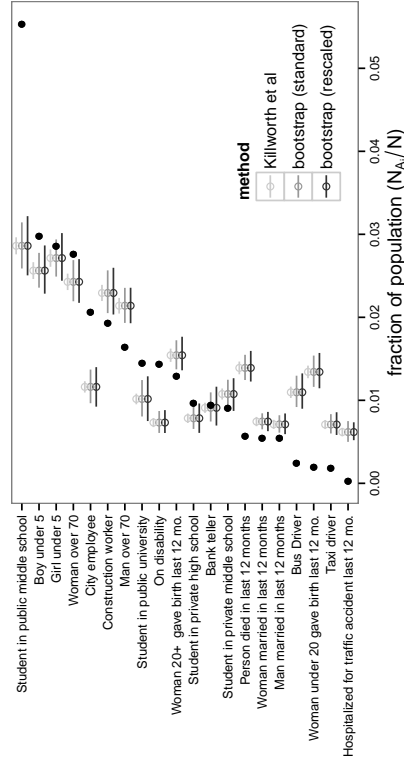 Student in public middle school
Boy under 5
Girl under 5
Woman over 70
City employee
Construction worker
Man over 70
Student in public university
On disability
Woman 20+ gave birth last 12 mo.
Student in private high school
Bank teller
Student in private middle school
Person died in last 12 months
Woman married in last 12 months
Man married in last 12 months
Bus Driver
Woman under 20 gave birth last 12 mo.
Taxi driver
Hospitalized for traffic accident last 12 mo.
method
Killworth et al
bootstrap (standard)
bootstrap (rescaled)
0.00 0.01 0.02 0.03 0.04 0.05
fraction of population (N_{A_i}/N)